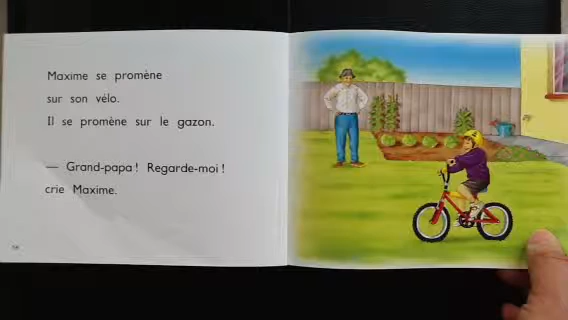 Maxime se promène
sur son vélo.
Il se promène sur le gazon.
— Grand-papa! Regarde-moi!
crie Maxime.